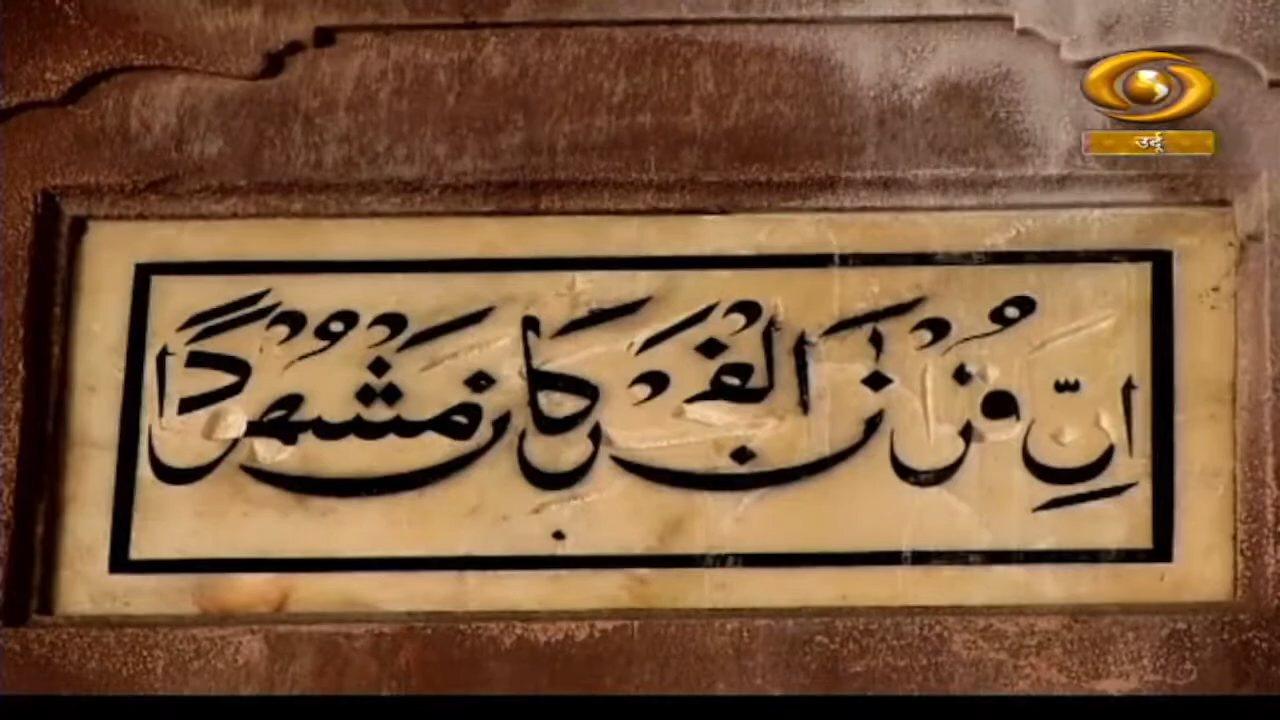 उर्दू
اِنَّ قُرْاٰنَ الْفَجْرِ كَانَ مَشْهُوْدًا